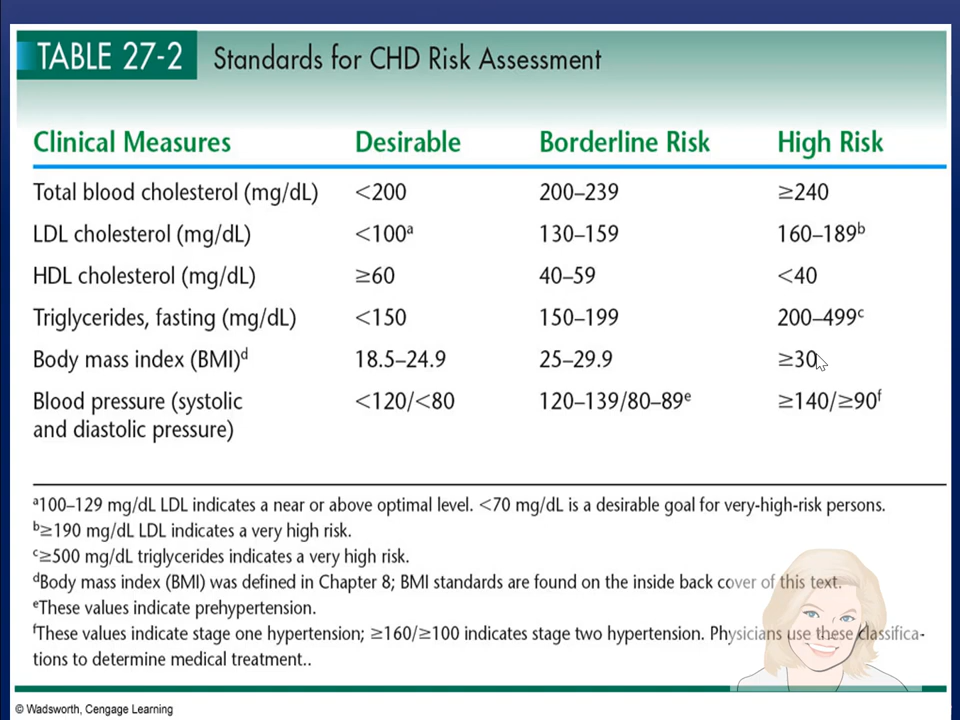 TABLE 27-2 Standards for CHD Risk Assessment
Clinical Measures Desirable Borderline Risk High Risk
Total blood cholesterol (mg/dL) <200 200–239 ≥240
LDL cholesterol (mg/dL) <100ᵃ 130–159 160–189ᵇ
HDL cholesterol (mg/dL) ≥60 40–59 <40
Triglycerides, fasting (mg/dL) <150 150–199 200–499ᶜ
Body mass index (BMI)ᵈ 18.5–24.9 25–29.9 ≥30
Blood pressure (systolic <120/<80 120–139/80–89ᵉ ≥140/≥90ᶠ
and diastolic pressure)
ᵃ100–129 mg/dL LDL indicates a near or above optimal level. <70 mg/dL is a desirable goal for very-high-risk persons.
ᵇ≥190 mg/dL LDL indicates a very high risk.
ᶜ≥500 mg/dL triglycerides indicates a very high risk.
ᵈBody mass index (BMI) was defined in Chapter 8; BMI standards are found on the inside back cover of this text.
ᵉThese values indicate prehypertension.
ᶠThese values indicate stage one hypertension; ≥160/≥100 indicates stage two hypertension. Physicians use these classifica-
tions to determine medical treatment..
© Wadsworth, Cengage Learning